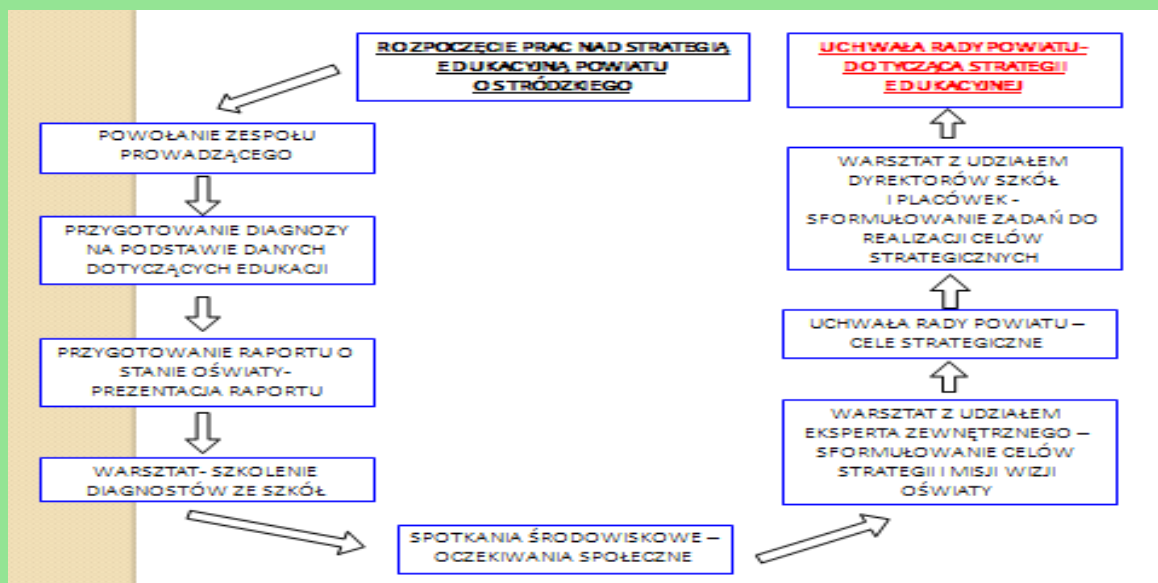 ROZPOCZĘCIE PRAC NAD STRATEGIĄ
EDUKACYJNĄ POWIATU
OSTRÓDZKIEGO
POWOŁANIE ZESPOŁU
PROWADZĄCEGO
PRZYGOTOWANIE DIAGNOZY
NA PODSTAWIE DANYCH
DOTYCZĄCYCH EDUKACJI
PRZYGOTOWANIE RAPORTU O
STANIE OŚWIATY-
PREZENTACJA RAPORTU
WARSZTAT- SZKOLENIE
DIAGNOSTÓW ZE SZKÓŁ
SPOTKANIA ŚRODOWISKOWE –
OCZEKIWANIA SPOŁECZNE
WARSZTAT Z UDZIAŁEM
EKSPERTA ZEWNĘTRZNEGO –
SFORMUŁOWANIE CELÓW
STRATEGII I MISJI WIZJI
OŚWIATY
UCHWAŁA RADY POWIATU –
CELE STRATEGICZNE
WARSZTAT Z UDZIAŁEM
DYREKTORÓW SZKÓŁ
I PLACÓWEK -
SFORMUŁOWANIE ZADAŃ DO
REALIZACJI CELÓW
STRATEGICZNYCH
UCHWAŁA RADY POWIATU-
DOTYCZĄCA STRATEGII
EDUKACYJNEJ